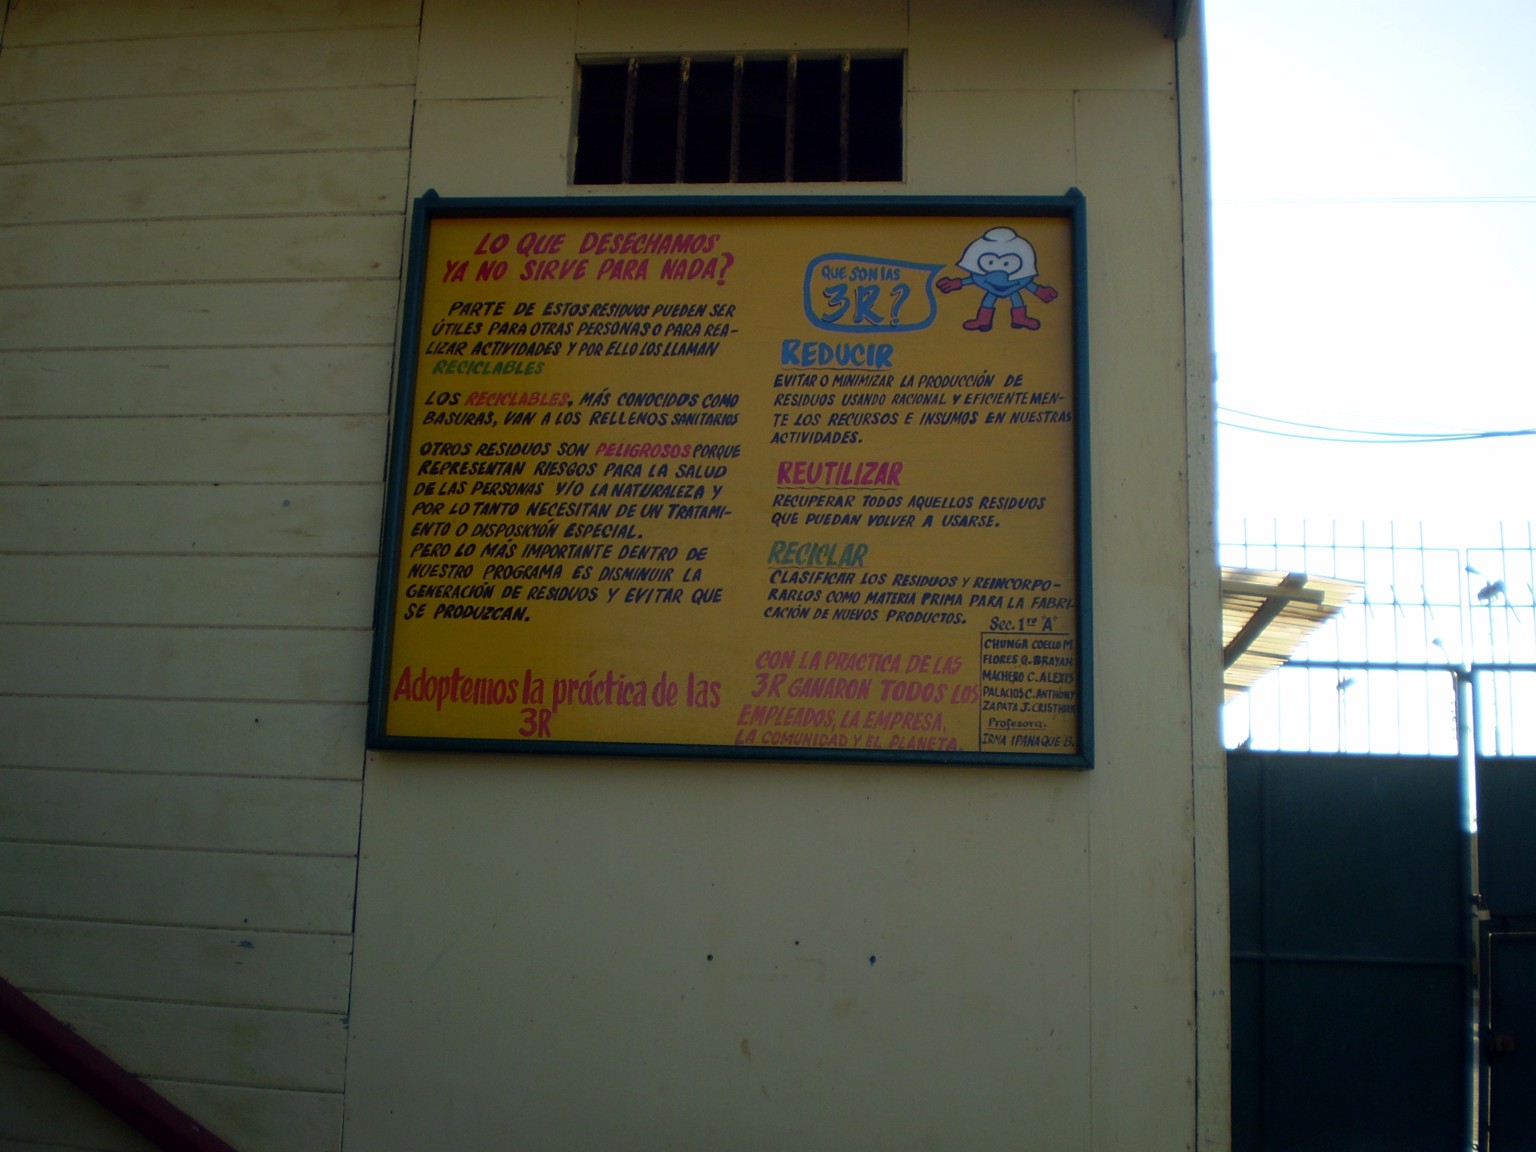 LO QUE DESECHAMOS
YA NO SIRVE PARA NADA?
PARTE DE ESTOS RESIDUOS PUEDEN SER
ÚTILES PARA OTRAS PERSONAS O PARA REA-
LIZAR ACTIVIDADES Y POR ELLO LOS LLAMAN
RECICLABLES
LOS RECICLABLES, MÁS CONOCIDOS COMO
BASURAS, VAN A LOS RELLENOS SANITARIOS
OTROS RESIDUOS SON PELIGROSOS PORQUE
REPRESENTAN RIESGOS PARA LA SALUD
DE LAS PERSONAS Y/O LA NATURALEZA Y
POR LO TANTO NECESITAN DE UN TRATAMI-
ENTO O DISPOSICIÓN ESPECIAL.
PERO LO MÁS IMPORTANTE DENTRO DE
NUESTRO PROGRAMA ES DISMINUIR LA
GENERACIÓN DE RESIDUOS Y EVITAR QUE
SE PRODUZCAN.
Adoptemos la práctica de las
3R
QUE SON LAS
3R?
REDUCIR
EVITAR O MINIMIZAR LA PRODUCCIÓN DE
RESIDUOS USANDO RACIONAL Y EFICIENTEMEN-
TE LOS RECURSOS E INSUMOS EN NUESTRAS
ACTIVIDADES.
REUTILIZAR
RECUPERAR TODOS AQUELLOS RESIDUOS
QUE PUEDAN VOLVER A USARSE.
RECICLAR
CLASIFICAR LOS RESIDUOS Y REINCORPO-
RARLOS COMO MATERIA PRIMA PARA LA FABRI-
CACIÓN DE NUEVOS PRODUCTOS.
CON LA PRACTICA DE LAS
3R GANARON TODOS LOS
EMPLEADOS, LA EMPRESA,
LA COMUNIDAD Y EL PLANETA.
Sec. 1ro "A"
CHUNGA COELLO M
FLORES G. BRAYAN
MACHERO C. ALEXIS
PALACIOS C. ANTHONY
ZAPATA J. CRISTHIAN
Profesora.
IRMA IPANAQUE B.